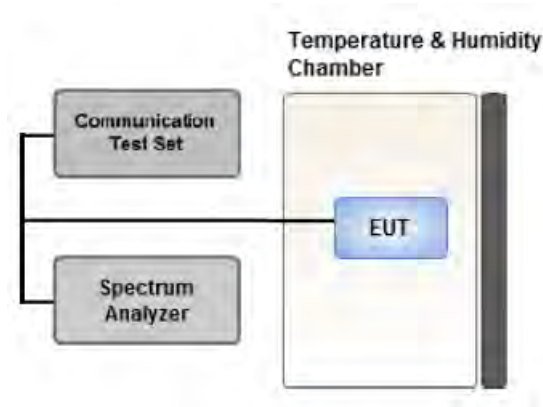 Temperature & Humidity
Chamber
Communication
Test Set
EUT
Spectrum
Analyzer